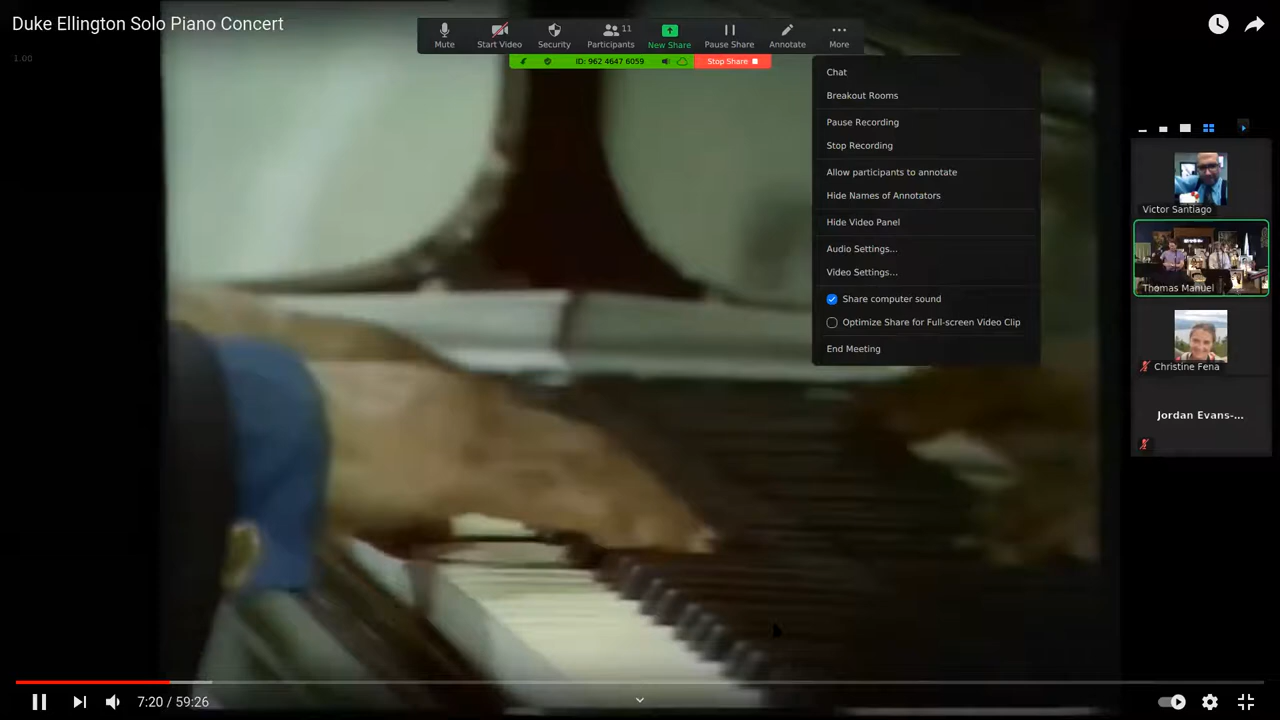 Duke Ellington Solo Piano Concert
1.00
Mute
Start Video
Security
Participants
11
New Share
Pause Share
Annotate
More
ID: 962 4647 6059
Stop Share
Chat
Breakout Rooms
Pause Recording
Stop Recording
Allow participants to annotate
Hide Names of Annotators
Hide Video Panel
Audio Settings...
Video Settings...
Share computer sound
Optimize Share for Full-screen Video Clip
End Meeting
Victor Santiago
Thomas Manuel
Christine Fena
Jordan Evans-...
7:20 / 59:26